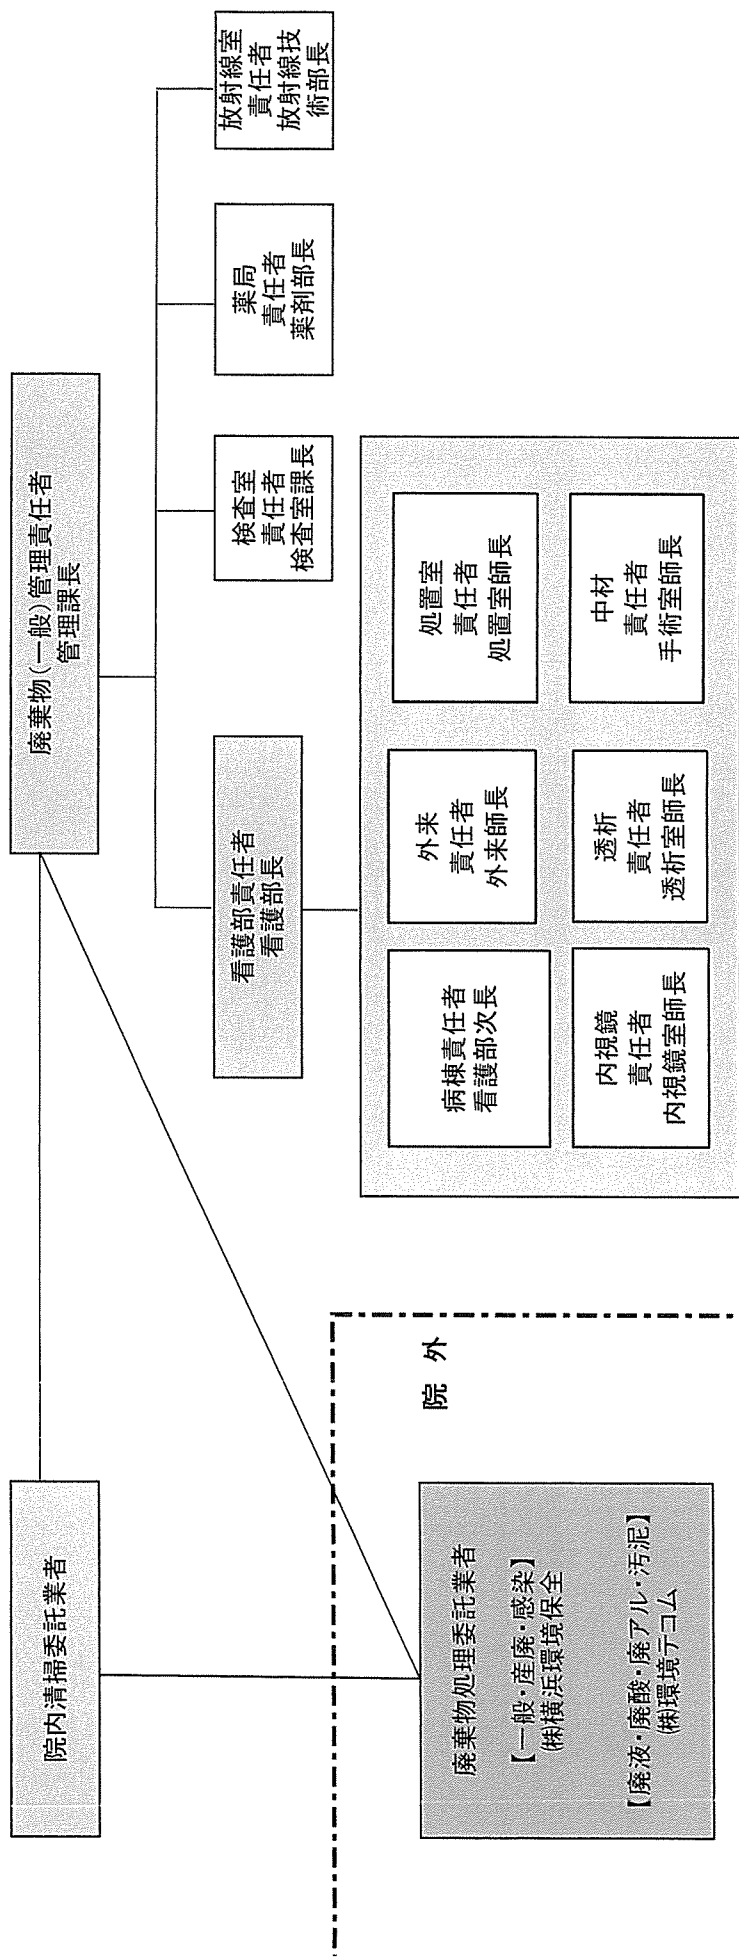 廃棄物(一般)管理責任者
管理課長
院内清掃委託業者
看護部責任者
看護部長
検査室
責任者
検査室課長
薬局
責任者
薬剤部長
放射線室
責任者
放射線技
術部長
病棟責任者
看護部次長
外来
責任者
外来師長
処置室
責任者
処置室師長
内視鏡
責任者
内視鏡室師長
透析
責任者
透析室師長
中材
責任者
手術室師長
院 外
廃棄物処理委託業者
【一般・産廃・感染】
㈱横浜環境保全
【廃液・廃酸・廃アル・汚泥】
㈱環境テコム